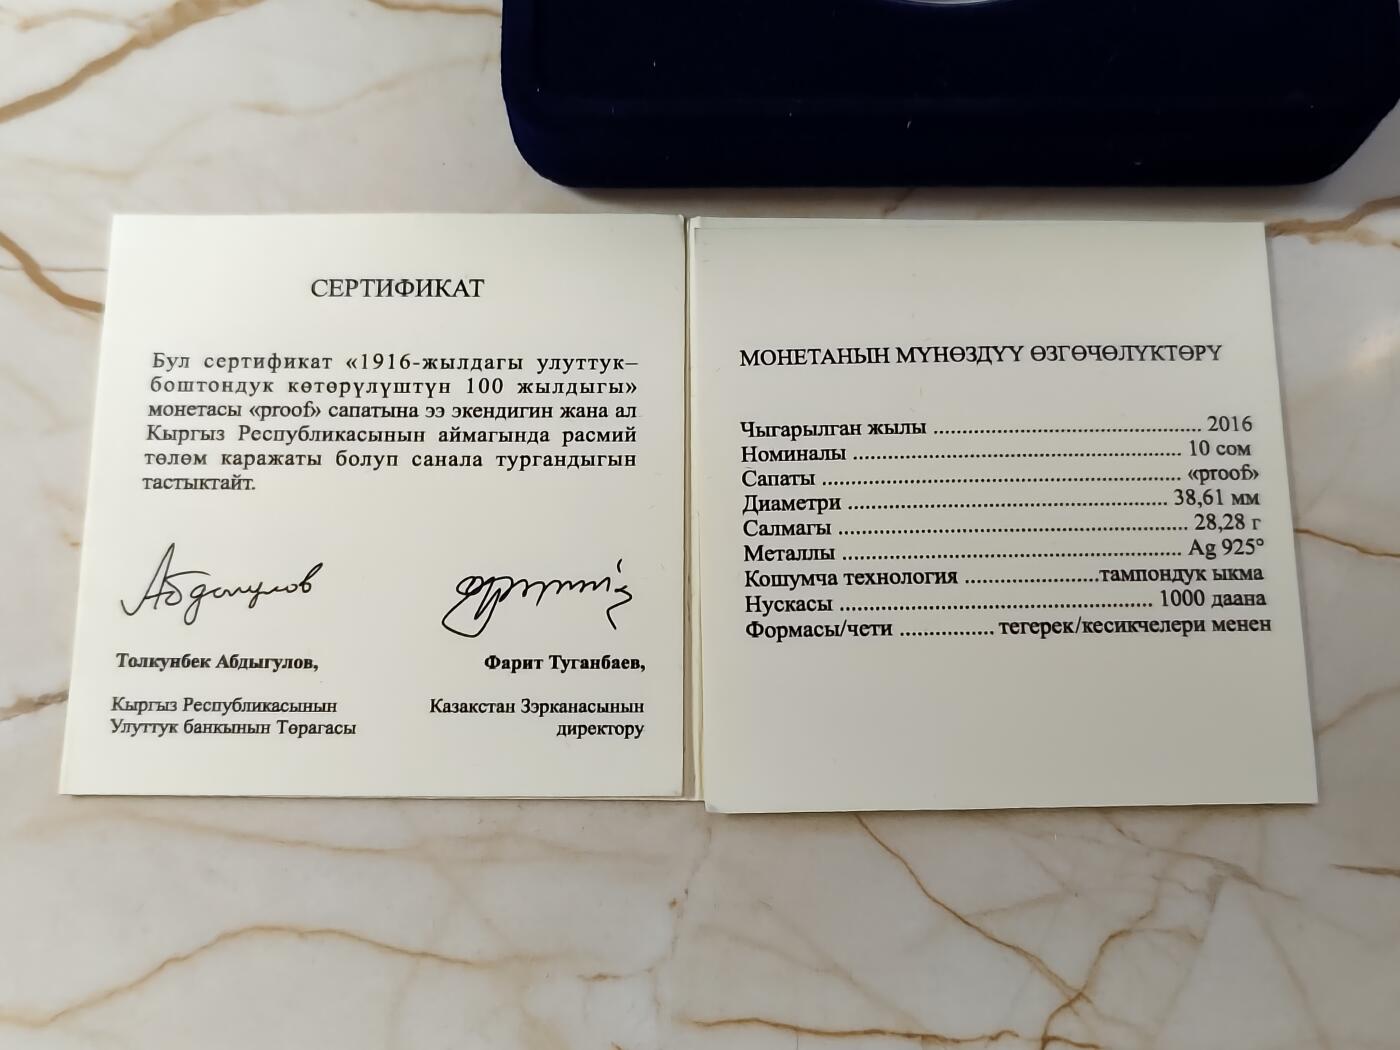 СЕРТИФИКАТ
Бул сертификат «1916-жылдагы улуттук–
боштондук көтөрүлүштүн 100 жылдыгы»
монетасы «proof» сапатына ээ экендигин жана ал
Кыргыз Республикасынын аймагында расмий
төлөм каражаты болуп санала тургандыгын
тастыктайт.
Абдыгулов
Толкунбек Абдыгулов,
Кыргыз Республикасынын
Улуттук банкынын Төрагасы
Фарит Туганбаев,
Казакстан Зэрканасынын
директору
МОНЕТАНЫН МҮНӨЗДҮҮ ӨЗГӨЧӨЛҮКТӨРҮ
Чыгарылган жылы ........................................ 2016
Номиналы ................................................. 10 сом
Сапаты ...................................................... «proof»
Диаметри ................................................ 38,61 мм
Салмагы .................................................... 28,28 г
Металлы ................................................... Ag 925°
Кошумча технология ....................тампондук ыкма
Нускасы ............................................... 1000 даана
Формасы/чети ................ тегерек/кесикчелери менен